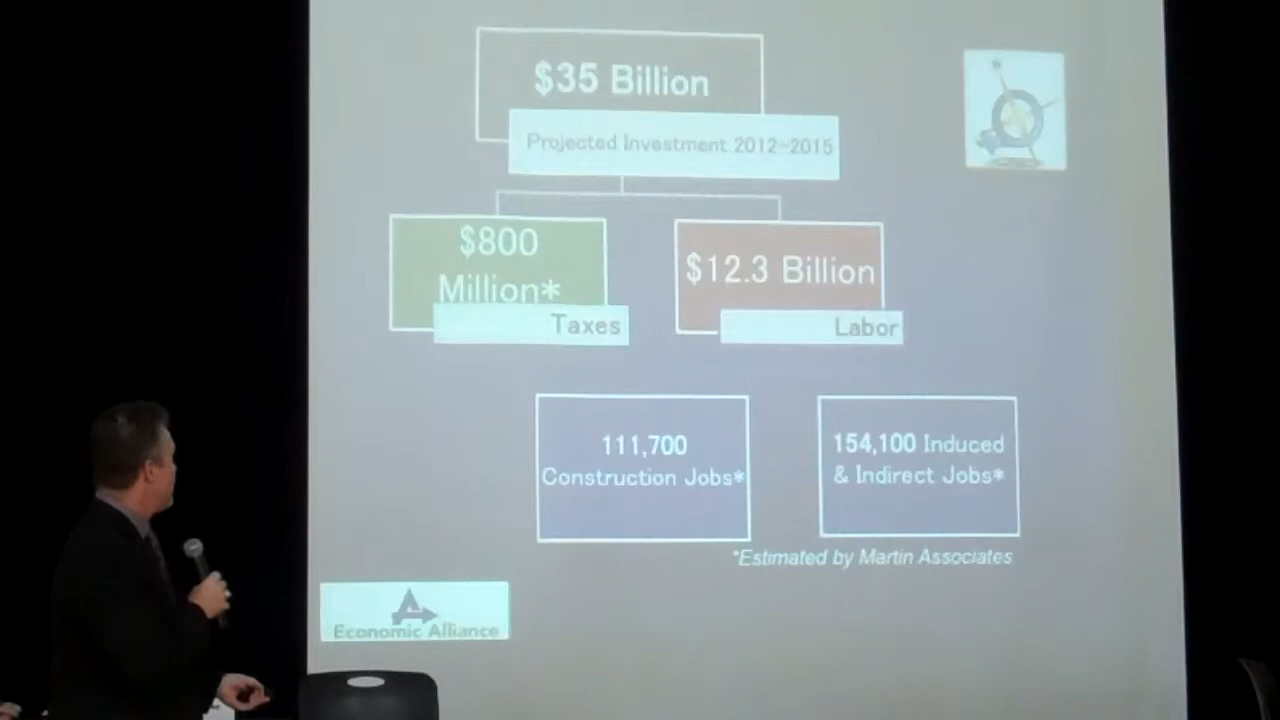 $35 Billion
Projected Investment 2012-2015
$800
Million*
Taxes
$12.3 Billion
Labor
111,700
Construction Jobs*
154,100 Induced
& Indirect Jobs*
*Estimated by Martin Associates
Economic Alliance